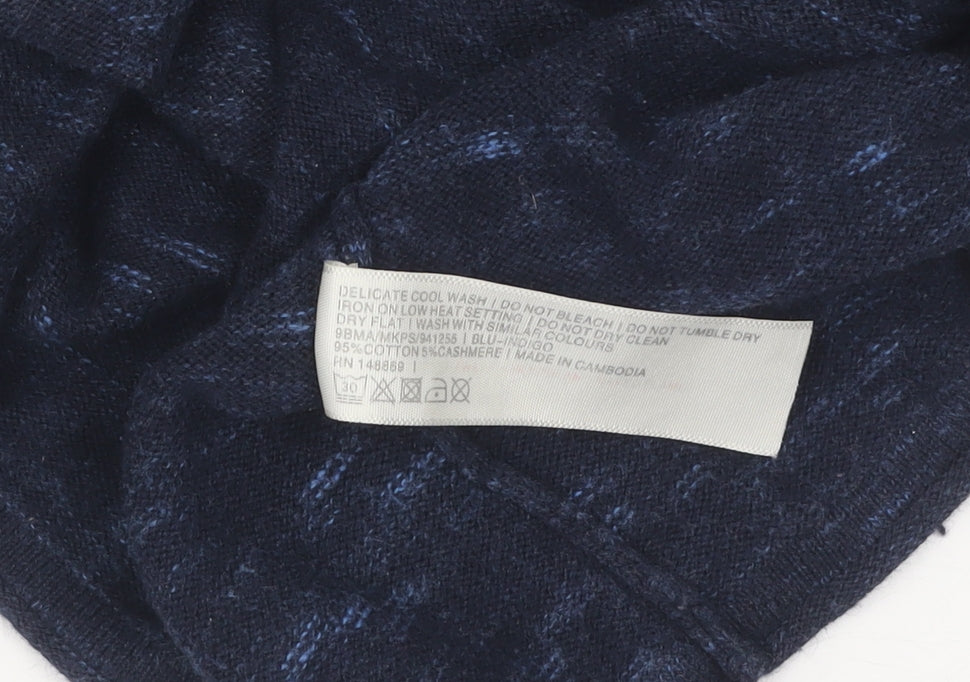 DELICATE COOL WASH | DO NOT BLEACH | DO NOT TUMBLE DRY
IRON ON LOW HEAT SETTING | DO NOT DRY CLEAN
DRY FLAT | WASH WITH SIMILAR COLOURS
9BMA/MKPS/941255 | BLU-INDIGO
95%COTTON 5%CASHMERE | MADE IN CAMBODIA
RN 148869 |
30